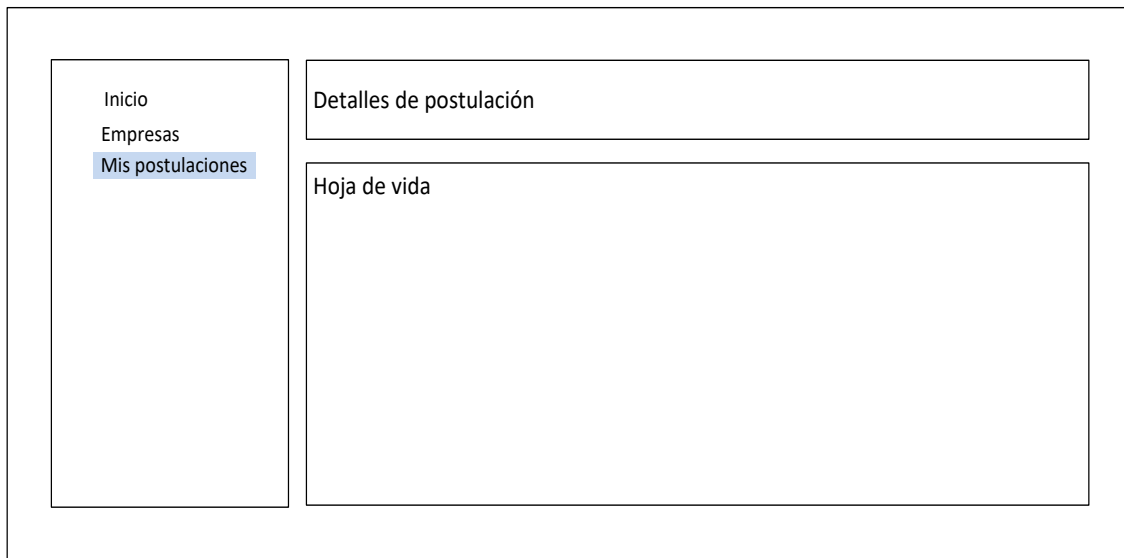 Inicio
Empresas
Mis postulaciones
Detalles de postulación
Hoja de vida